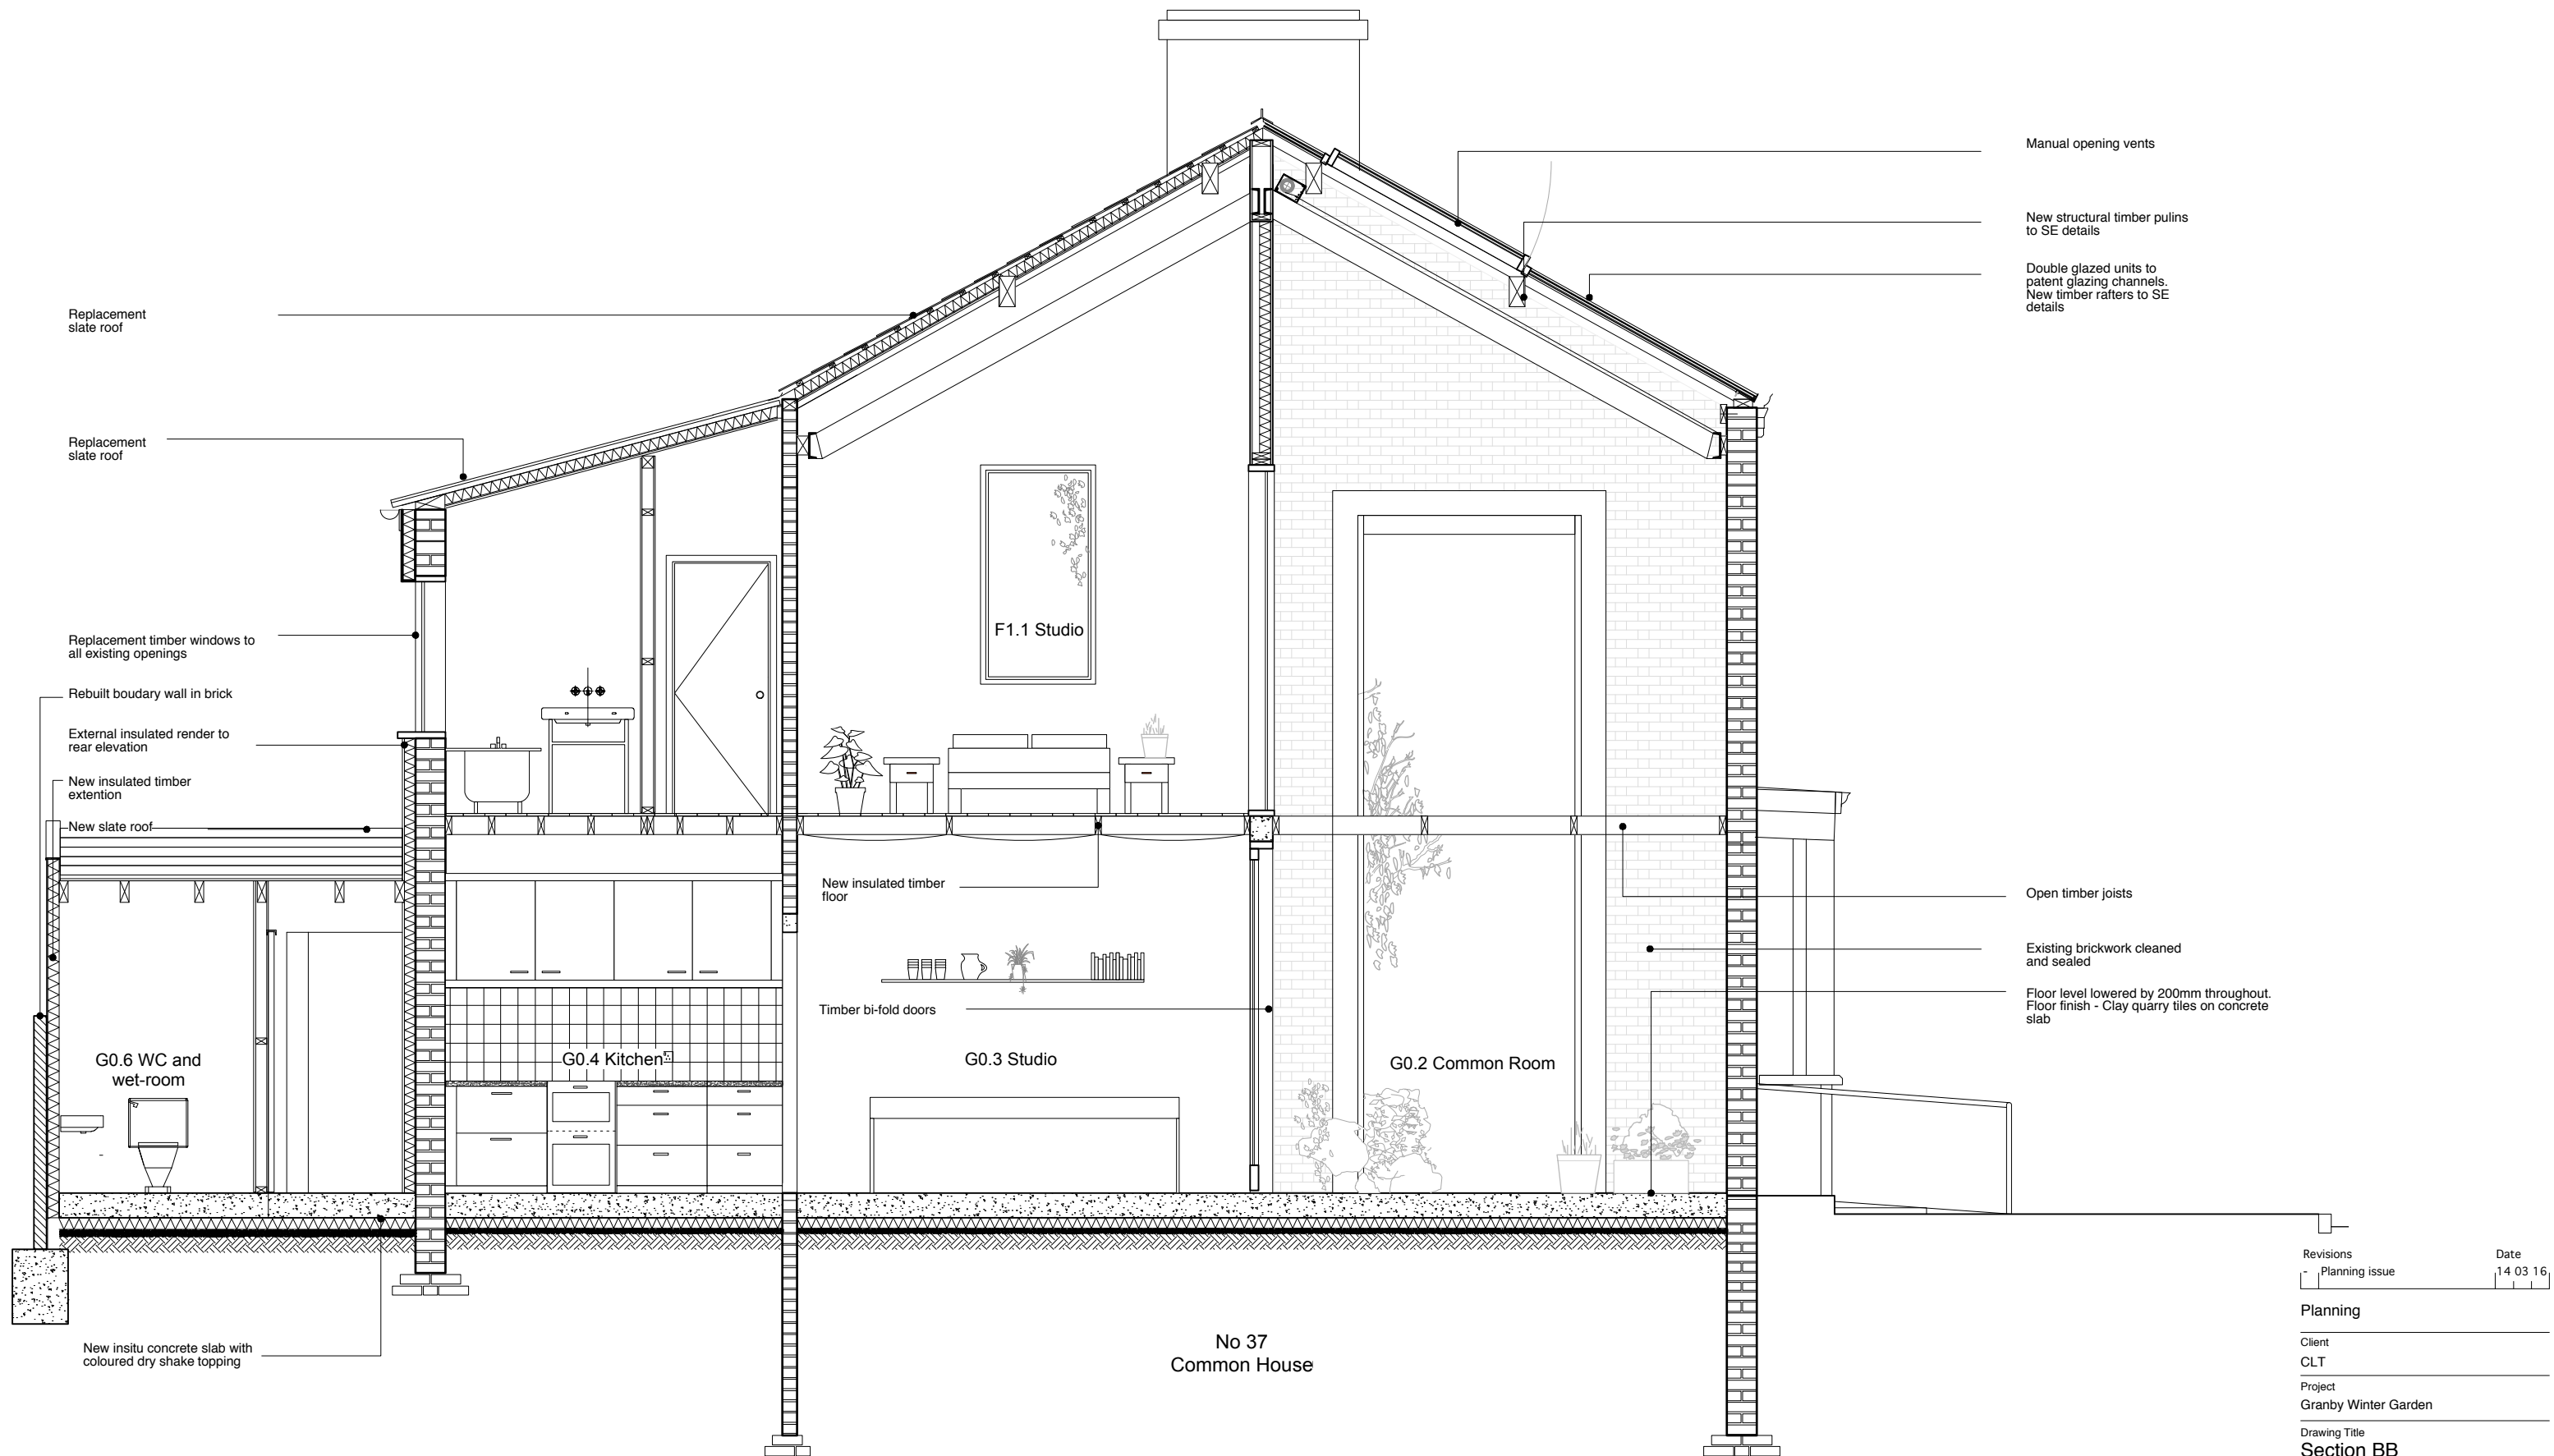 Manual opening vents
New structural timber pulins
to SE details
Double glazed units to
patent glazing channels.
New timber rafters to SE
details
Replacement
slate roof
Replacement
slate roof
F1.1 Studio
Replacement timber windows to
all existing openings
Rebuilt boudary wall in brick
External insulated render to
rear elevation
New insulated timber
extention
New slate roof
New insulated timber
floor
Open timber joists
Existing brickwork cleaned
and sealed
Floor level lowered by 200mm throughout.
Floor finish - Clay quarry tiles on concrete
slab
Timber bi-fold doors
G0.6 WC and
wet-room
G0.4 Kitchen
G0.3 Studio
G0.2 Common Room
New insitu concrete slab with
coloured dry shake topping
No 37
Common House
Revisions Date
- Planning issue 14 03 16
Planning
Client
CLT
Project
Granby Winter Garden
Drawing Title
Section BB